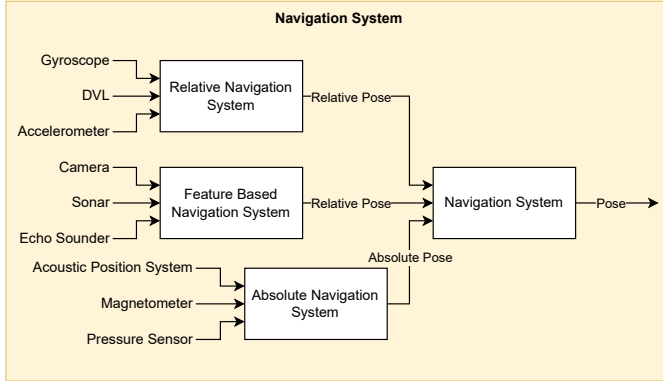 Navigation System
Gyroscope
DVL
Accelerometer
Relative Navigation
System
Relative Pose
Camera
Sonar
Echo Sounder
Feature Based
Navigation System
Relative Pose
Navigation System
Pose
Absolute Pose
Acoustic Position System
Magnetometer
Pressure Sensor
Absolute Navigation
System